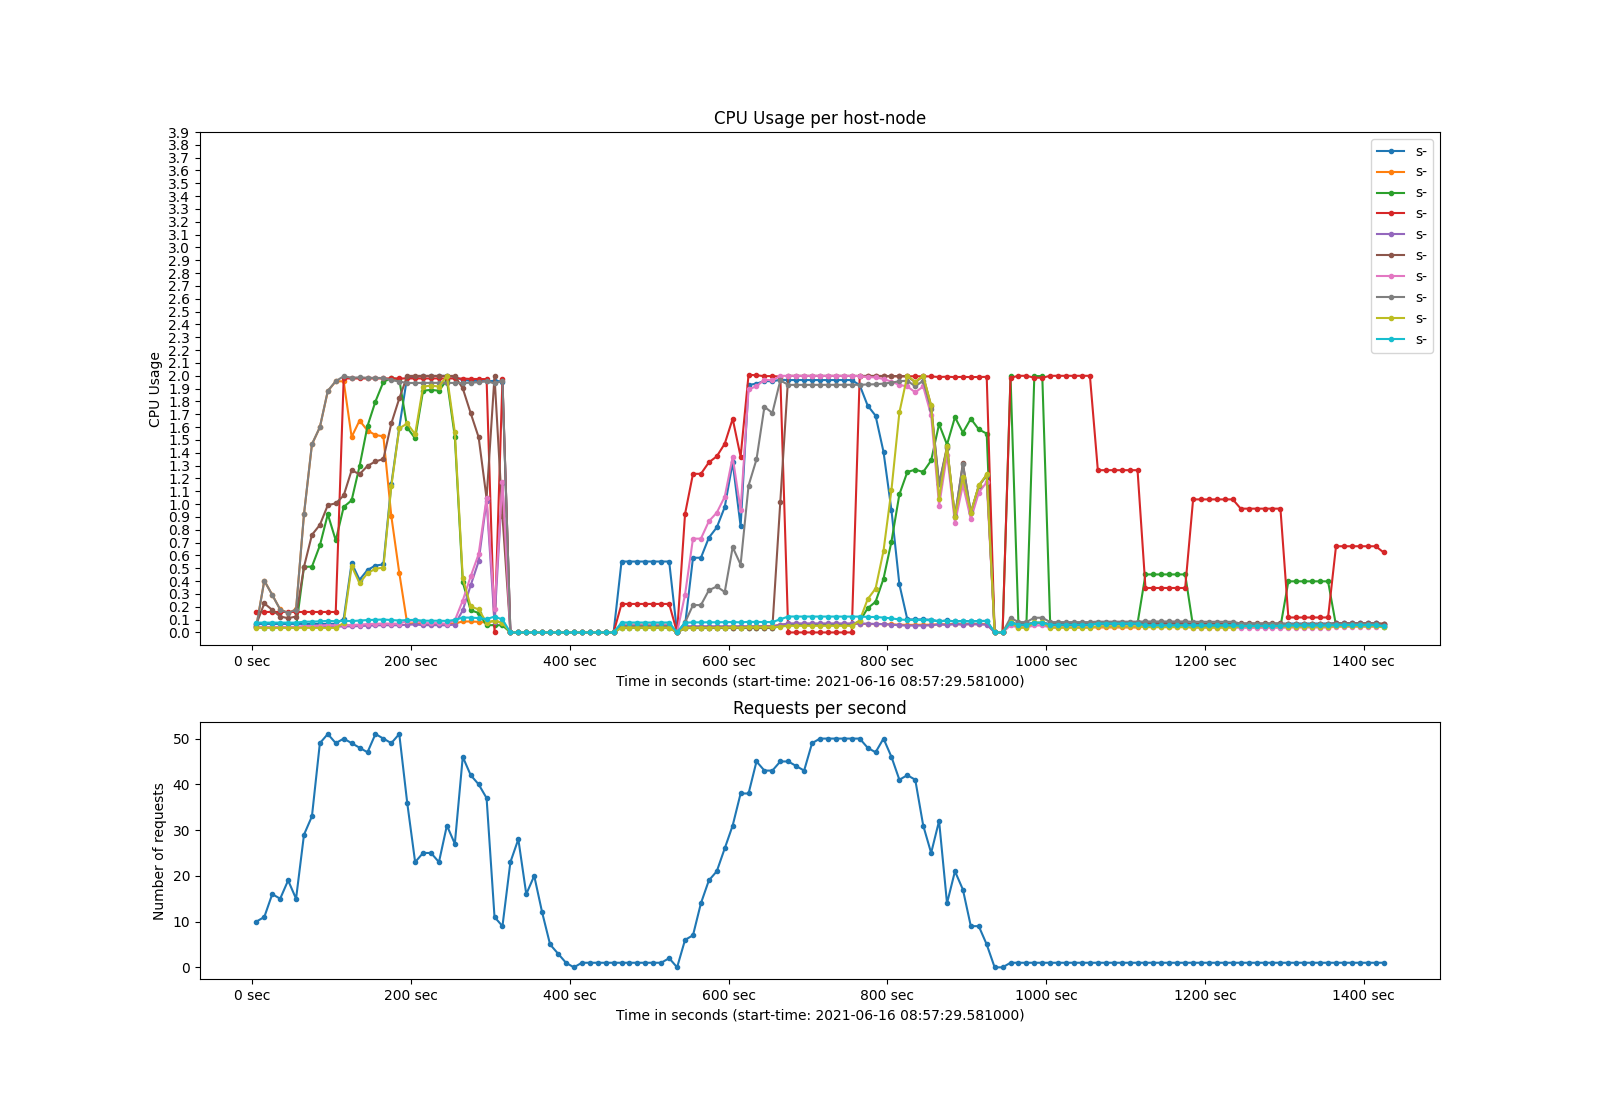 CPU Usage per host-node
3.9
3.8
3.7
3.6
3.5
3.4
3.3
3.2
3.1
3.0
2.9
2.8
2.7
2.6
2.5
2.4
2.3
2.2
2.1
2.0
1.9
1.8
1.7
1.6
1.5
1.4
1.3
1.2
1.1
1.0
0.9
0.8
0.7
0.6
0.5
0.4
0.3
0.2
0.1
0.0
CPU Usage
s-
s-
s-
s-
s-
s-
s-
s-
s-
s-
0 sec 200 sec 400 sec 600 sec 800 sec 1000 sec 1200 sec 1400 sec
Time in seconds (start-time: 2021-06-16 08:57:29.581000)
Requests per second
50
40
30
20
10
0
Number of requests
0 sec 200 sec 400 sec 600 sec 800 sec 1000 sec 1200 sec 1400 sec
Time in seconds (start-time: 2021-06-16 08:57:29.581000)